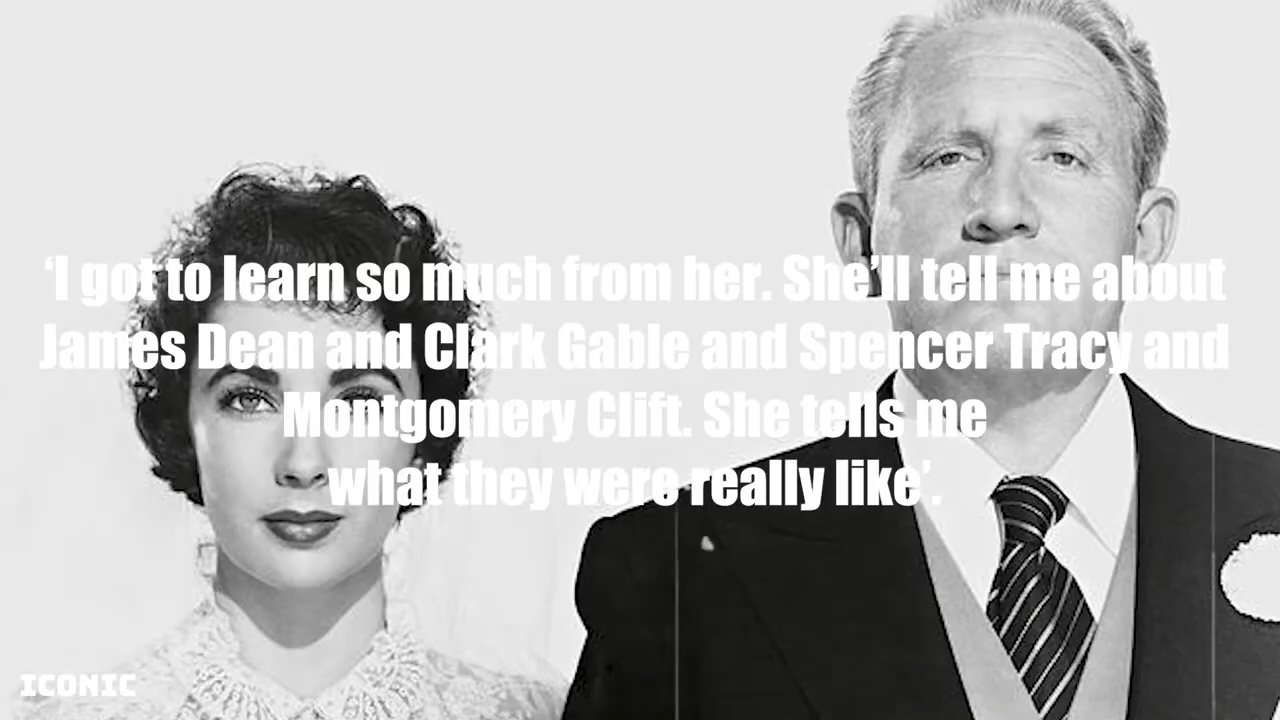 ‘I got to learn so much from her. She’ll tell me about
James Dean and Clark Gable and Spencer Tracy and
Montgomery Clift. She tells me
what they were really like’.
ICONIC